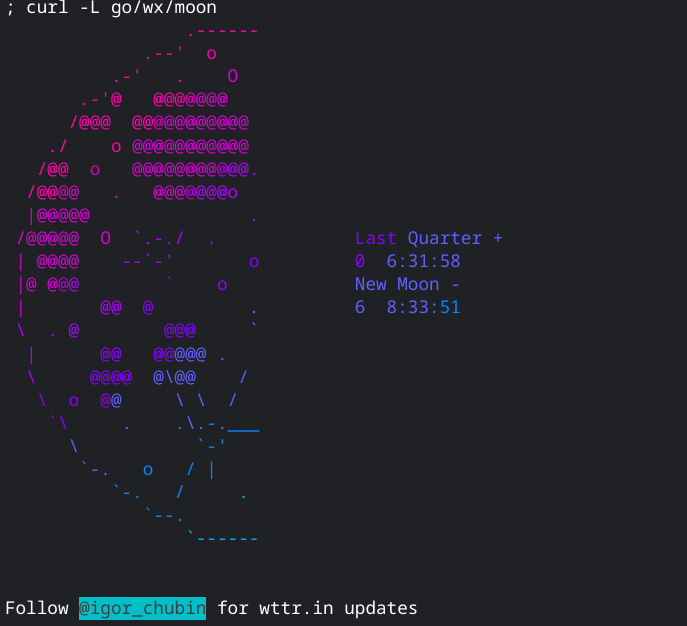 ; curl -L go/wx/moon
                 .------
             .--'  o
          .-'   .    O
       .-'@   @@@@@@@
      /@@@  @@@@@@@@@@@
    ./    o @@@@@@@@@@@
   /@@  o   @@@@@@@@@@@.
  /@@@@   .   @@@@@@@o
  |@@@@@               .
 /@@@@@  O  `.-./  .             Last Quarter +
 | @@@@    --`-'       o         0  6:31:58
 |@ @@@        `    o            New Moon -
 |       @@  @         .         6  8:33:51
 \  . @        @@@     `
  |      @@   @@@@@ .
  \     @@@@  @\@@    /
   \  o  @@     \ \  /
    `\     .    .\.-.___
      \           `-'
       `-.   o   / |
          `-.   /     .
             `--.
                 `------
Follow @igor_chubin for wttr.in updates